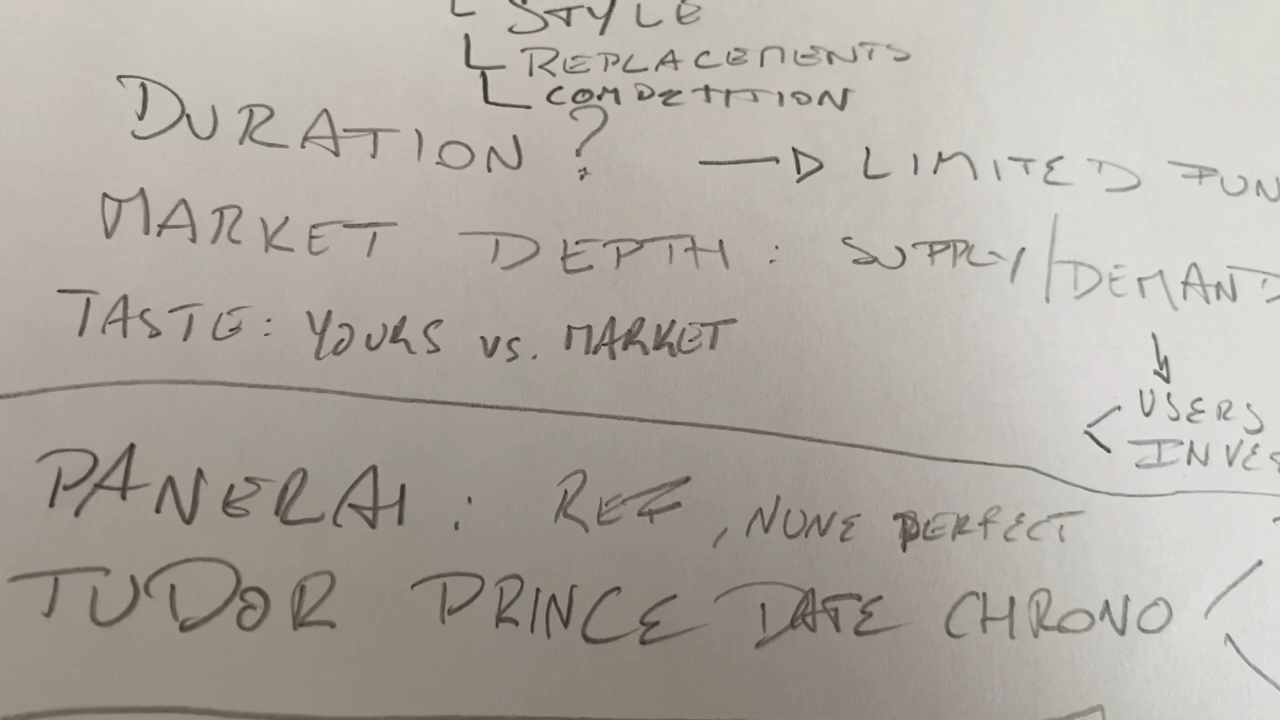 STYLE
REPLACEMENTS
COMPETITION
DURATION ? → LIMITED FUN
MARKET DEPTH : SUPPLY/DEMAND
TASTE: YOURS vs. MARKET
USERS
INVES
PANERAI : REF, NONE PERFECT
TUDOR PRINCE DATE CHRONO